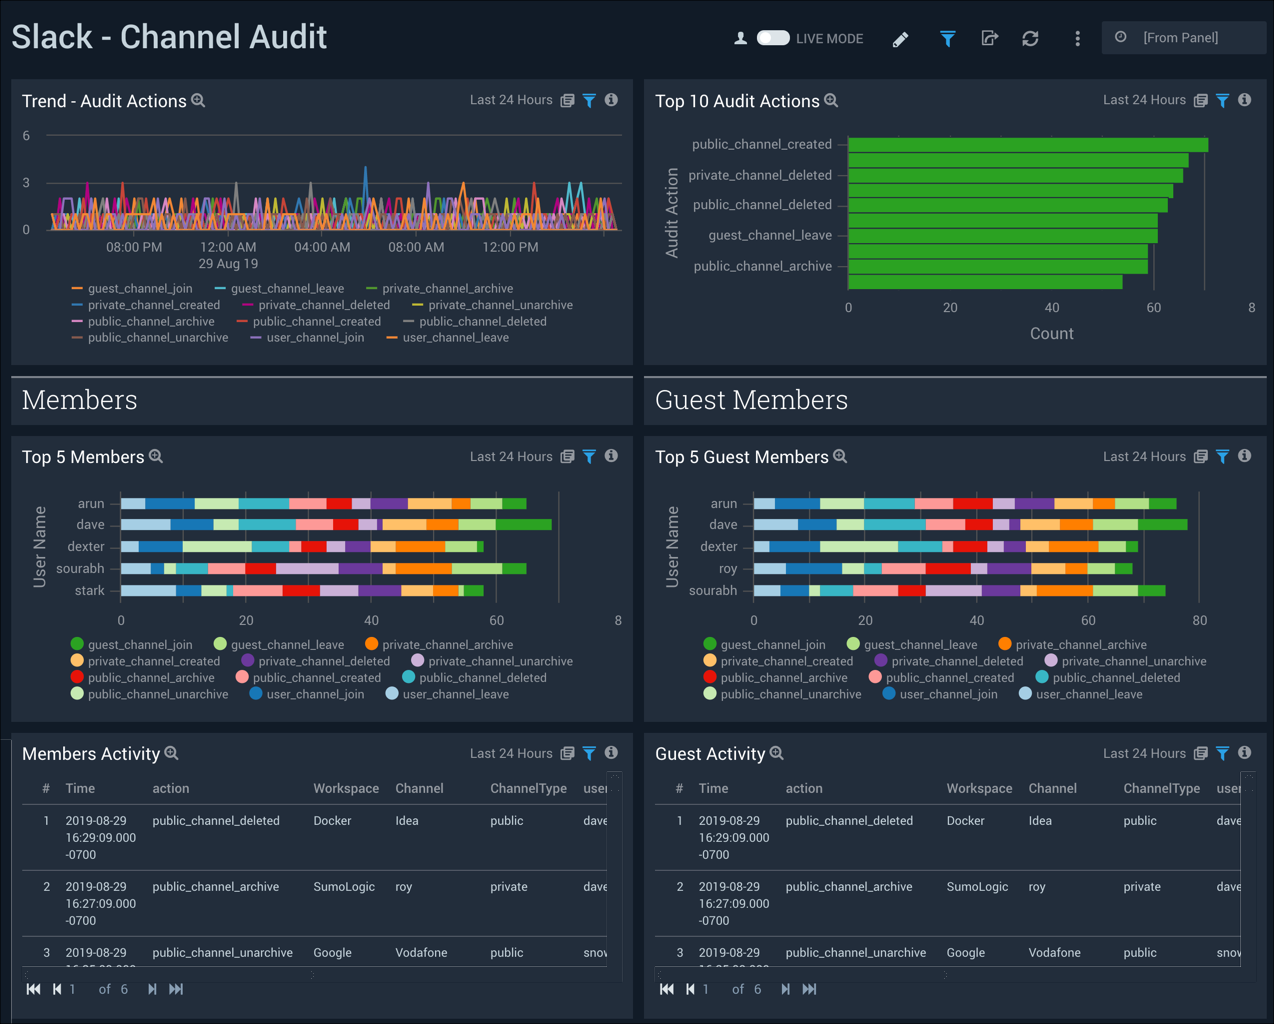 Slack - Channel Audit
LIVE MODE
[From Panel]
Trend - Audit Actions
Last 24 Hours
6
3
0
08:00 PM 12:00 AM 04:00 AM 08:00 AM 12:00 PM
29 Aug 19
guest_channel_join guest_channel_leave private_channel_archive
private_channel_created private_channel_deleted private_channel_unarchive
public_channel_archive public_channel_created public_channel_deleted
public_channel_unarchive user_channel_join user_channel_leave
Top 10 Audit Actions
Last 24 Hours
Audit Action
public_channel_created
private_channel_deleted
public_channel_deleted
guest_channel_leave
public_channel_archive
0 20 40 60 8
Count
Members
Guest Members
Top 5 Members
Last 24 Hours
User Name
arun
dave
dexter
sourabh
stark
0 20 40 60 8
guest_channel_join guest_channel_leave private_channel_archive
private_channel_created private_channel_deleted private_channel_unarchive
public_channel_archive public_channel_created public_channel_deleted
public_channel_unarchive user_channel_join user_channel_leave
Top 5 Guest Members
Last 24 Hours
User Name
arun
dave
dexter
roy
sourabh
0 20 40 60 80
guest_channel_join guest_channel_leave private_channel_archive
private_channel_created private_channel_deleted private_channel_unarchive
public_channel_archive public_channel_created public_channel_deleted
public_channel_unarchive user_channel_join user_channel_leave
Members Activity
Last 24 Hours
# Time action Workspace Channel ChannelType user
1 2019-08-29 public_channel_deleted Docker Idea public dave
16:29:09.000
-0700
2 2019-08-29 public_channel_archive SumoLogic roy private dave
16:27:09.000
-0700
3 2019-08-29 public_channel_unarchive Google Vodafone public snov
1 of 6
Guest Activity
Last 24 Hours
# Time action Workspace Channel ChannelType user
1 2019-08-29 public_channel_deleted Docker Idea public dave
16:29:09.000
-0700
2 2019-08-29 public_channel_archive SumoLogic roy private dave
16:27:09.000
-0700
3 2019-08-29 public_channel_unarchive Google Vodafone public snov
1 of 6